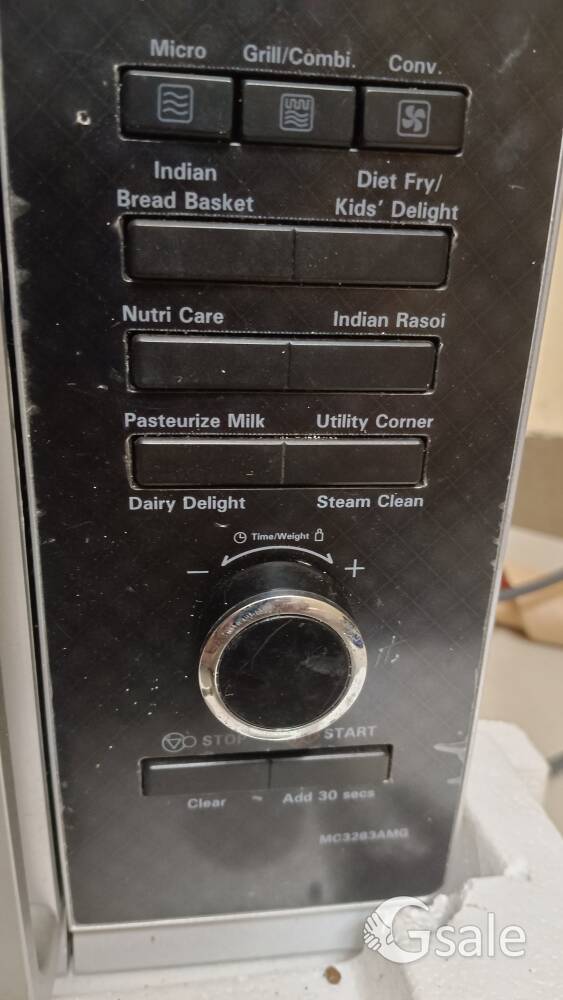 Micro Grill/Combi. Conv.
Indian
Bread Basket
Diet Fry/
Kids' Delight
Nutri Care Indian Rasoi
Pasteurize Milk Utility Corner
Dairy Delight Steam Clean
Time/Weight
− +
STOP START
Clear Add 30 secs
MC3283AMG
Gsale